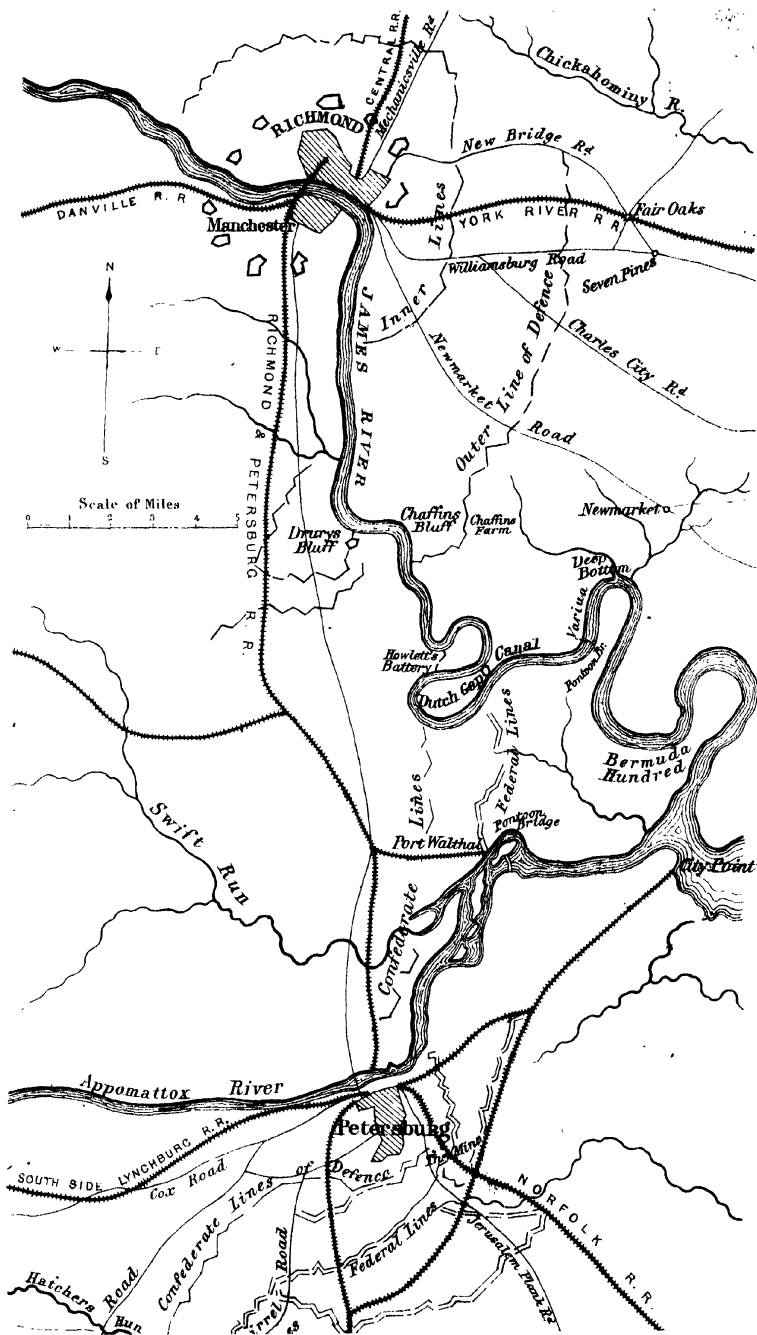 Chickahominy R.
CENTRAL R.R.
Mechanicsville Rd
RICHMOND
New Bridge Rd
DANVILLE R.R
Manchester
Lines
YORK RIVER R.R.
Fair Oaks
Williamsburg Road
Seven Pines
N
W
E
S
JAMES RIVER
Inner
Outer Line of Defence
Charles City Rd
Newmarket Road
RICHMOND & PETERSBURG R. R.
Scale of Miles
0 1 2 3 4 5
Drurys
Bluff
Chaffins
Bluff
Chaffins
Farm
Newmarket
Deep
Bottom
Varina
Pontoon Br.
Howlett's
Battery
Dutch Gap Canal
Federal Lines
Bermuda
Hundred
Lines
Swift Run
Port Walthal
Pontoon
Bridge
City Point
Confederate
Appomattox River
Petersburg
The Mine
SOUTH SIDE LYNCHBURG R.R.
Cox Road
Confederate Lines of Defence
Federal Lines
NORFOLK R.R.
Jerusalem Plank Rd
Hatchers
Run
Road
Road